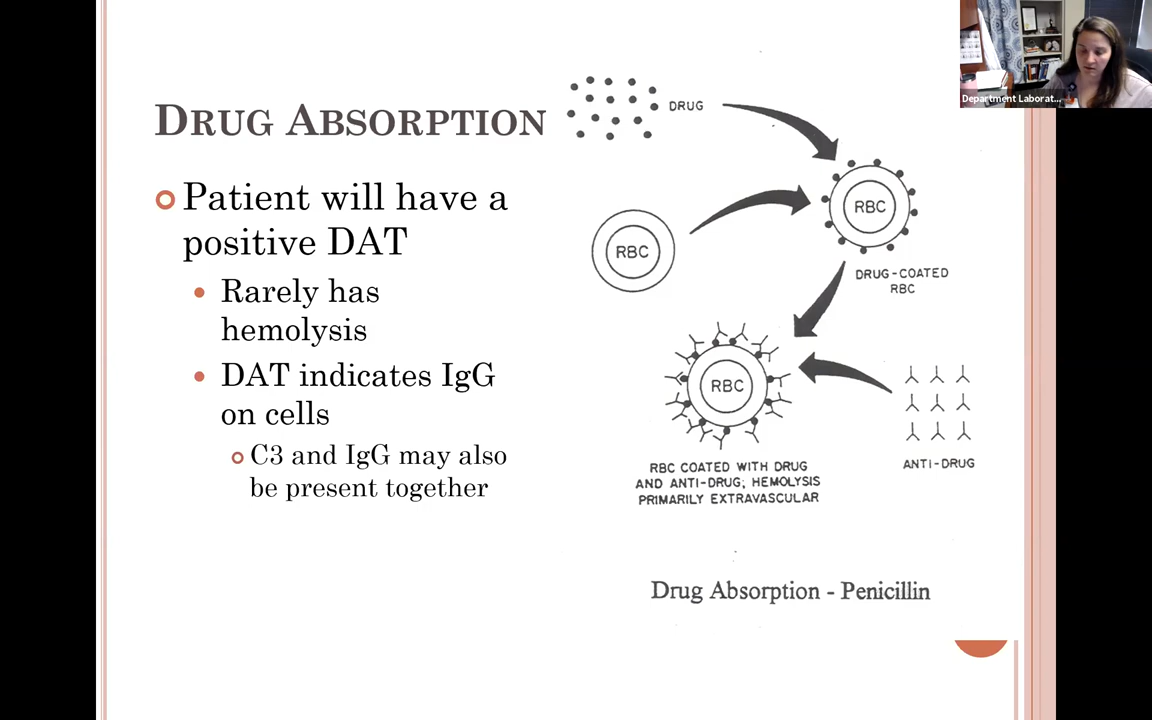 DRUG ABSORPTION
Patient will have a
positive DAT
Rarely has
hemolysis
DAT indicates IgG
on cells
C3 and IgG may also
be present together
DRUG
RBC
RBC
DRUG-COATED
RBC
RBC
ANTI-DRUG
RBC COATED WITH DRUG
AND ANTI-DRUG; HEMOLYSIS
PRIMARILY EXTRAVASCULAR
Drug Absorption - Penicillin
Department Laborat...